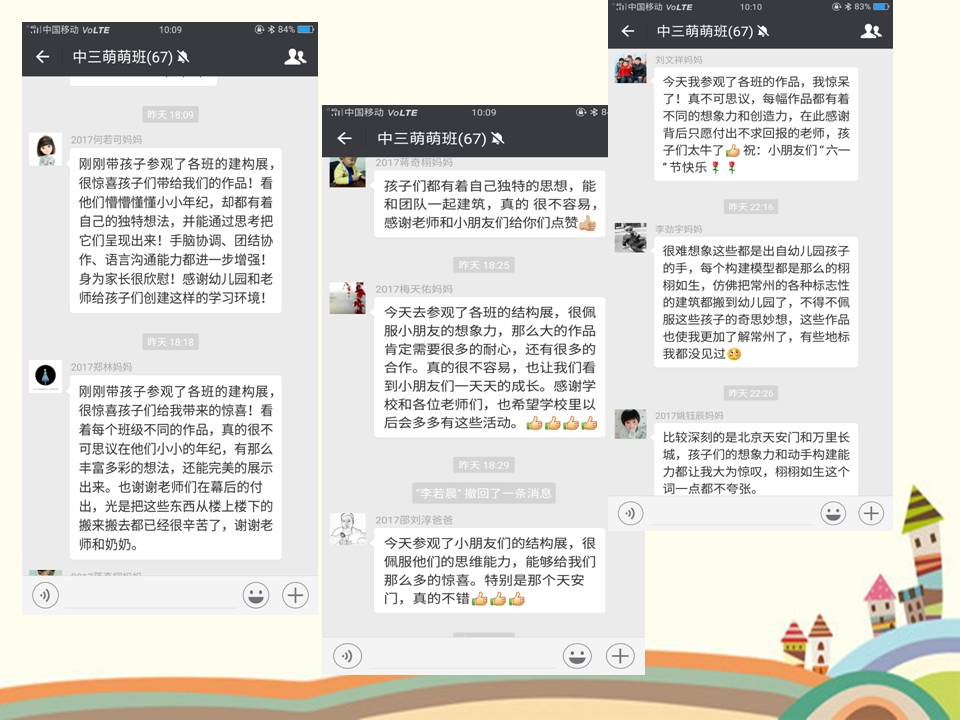 中国移动 VoLTE
10:09
84%
中三萌萌班(67)
昨天 18:09
2017何若可妈妈
刚刚带孩子参观了各班的建构展，
很惊喜孩子们带给我们的作品！看
他们懵懵懂懂小小年纪，却都有着
自己的独特想法，并能通过思考把
它们呈现出来！手脑协调、团结协
作、语言沟通能力都进一步增强！
身为家长很欣慰！感谢幼儿园和老
师给孩子们创建这样的学习环境！
昨天 18:18
2017郑林妈妈
刚刚带孩子参观了各班的建构展，
很惊喜孩子们给我带来的惊喜！看
着每个班级不同的作品，真的很不
可思议在他们小小的年纪，有那么
丰富多彩的想法，还能完美的展示
出来。也谢谢老师们在幕后的付
出，光是把这些东西从楼上楼下的
搬来搬去都已经很辛苦了，谢谢老
师和奶奶。
中国移动 VoLTE
10:09
中三萌萌班(67)
2017蒋奇栩妈妈
孩子们都有着自己独特的思想，能
和团队一起建筑，真的 很不容易，
感谢老师和小朋友们给你们点赞👍
昨天 18:25
2017梅天佑妈妈
今天去参观了各班的结构展，很佩
服小朋友的想象力，那么大的作品
肯定需要很多的耐心，还有很多的
合作。真的很不容易，也让我们看
到小朋友们一天天的成长。感谢学
校和各位老师们，也希望学校里以
后会多多有这些活动。👍👍👍👍
昨天 18:29
“李若晨” 撤回了一条消息
2017邵刘淳爸爸
今天参观了小朋友们的结构展，很
佩服他们的思维能力，能够给我们
那么多的惊喜。特别是那个天安
门，真的不错👍👍👍
中国移动 VoLTE
10:10
83%
中三萌萌班(67)
刘文祥妈妈
今天我参观了各班的作品，我惊呆
了！真不可思议，每幅作品都有着
不同的想象力和创造力，在此感谢
背后只愿付出不求回报的老师，孩
子们太牛了👍祝：小朋友们“六一
”节快乐🌹🌹
昨天 22:16
李劲宇妈妈
很难想象这些都是出自幼儿园孩子
的手，每个构建模型都是那么的栩
栩如生，仿佛把常州的各种标志性
的建筑都搬到幼儿园了，不得不佩
服这些孩子的奇思妙想，这些作品
也使我更加了解常州了，有些地标
我都没见过
昨天 22:26
2017姚钰辰妈妈
比较深刻的是北京天安门和万里长
城，孩子们的想象力和动手构建能
力都让我大为惊叹，栩栩如生这个
词一点都不夸张。